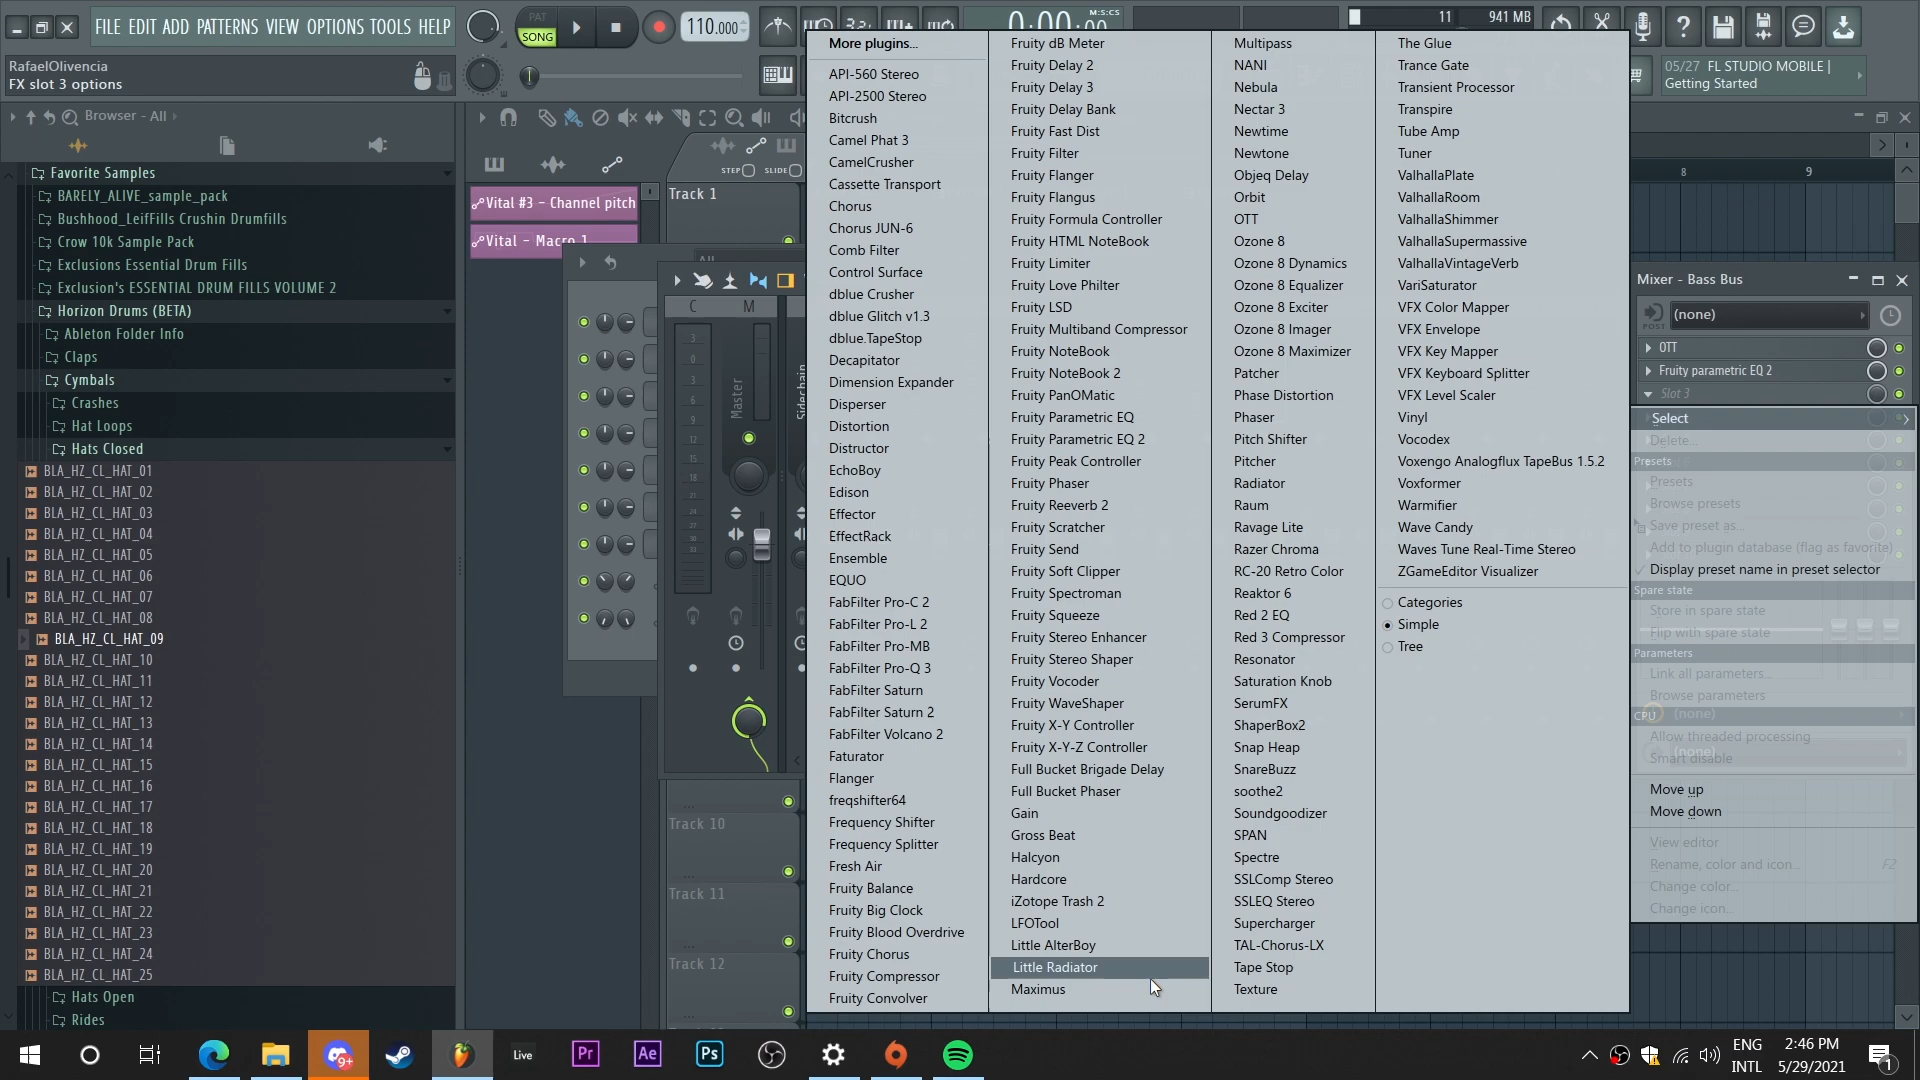 FILE EDIT ADD PATTERNS VIEW OPTIONS TOOLS HELP
PAT
SONG
110.000
0:00:00
M:S:CS
11
941 MB
RafaelOlivencia
FX slot 3 options
05/27 FL STUDIO MOBILE |
Getting Started
Browser - All
Favorite Samples
BARELY_ALIVE_sample_pack
Bushhood_LeifFills Crushin Drumfills
Crow 10k Sample Pack
Exclusions Essential Drum Fills
Exclusion's ESSENTIAL DRUM FILLS VOLUME 2
Horizon Drums (BETA)
Ableton Folder Info
Claps
Cymbals
Crashes
Hat Loops
Hats Closed
BLA_HZ_CL_HAT_01
BLA_HZ_CL_HAT_02
BLA_HZ_CL_HAT_03
BLA_HZ_CL_HAT_04
BLA_HZ_CL_HAT_05
BLA_HZ_CL_HAT_06
BLA_HZ_CL_HAT_07
BLA_HZ_CL_HAT_08
BLA_HZ_CL_HAT_09
BLA_HZ_CL_HAT_10
BLA_HZ_CL_HAT_11
BLA_HZ_CL_HAT_12
BLA_HZ_CL_HAT_13
BLA_HZ_CL_HAT_14
BLA_HZ_CL_HAT_15
BLA_HZ_CL_HAT_16
BLA_HZ_CL_HAT_17
BLA_HZ_CL_HAT_18
BLA_HZ_CL_HAT_19
BLA_HZ_CL_HAT_20
BLA_HZ_CL_HAT_21
BLA_HZ_CL_HAT_22
BLA_HZ_CL_HAT_23
BLA_HZ_CL_HAT_24
BLA_HZ_CL_HAT_25
Hats Open
Rides
STEP SLIDE
Vital #3 - Channel pitch
Vital - Macro 1
Track 1
All
C M
Master
Sidechain
Track 10
Track 11
Track 12
More plugins...
API-560 Stereo
API-2500 Stereo
Bitcrush
Camel Phat 3
CamelCrusher
Cassette Transport
Chorus
Chorus JUN-6
Comb Filter
Control Surface
dblue Crusher
dblue Glitch v1.3
dblue.TapeStop
Decapitator
Dimension Expander
Disperser
Distortion
Distructor
EchoBoy
Edison
Effector
EffectRack
Ensemble
EQUO
FabFilter Pro-C 2
FabFilter Pro-L 2
FabFilter Pro-MB
FabFilter Pro-Q 3
FabFilter Saturn
FabFilter Saturn 2
FabFilter Volcano 2
Faturator
Flanger
freqshifter64
Frequency Shifter
Frequency Splitter
Fresh Air
Fruity Balance
Fruity Big Clock
Fruity Blood Overdrive
Fruity Chorus
Fruity Compressor
Fruity Convolver
Fruity dB Meter
Fruity Delay 2
Fruity Delay 3
Fruity Delay Bank
Fruity Fast Dist
Fruity Filter
Fruity Flanger
Fruity Flangus
Fruity Formula Controller
Fruity HTML NoteBook
Fruity Limiter
Fruity Love Philter
Fruity LSD
Fruity Multiband Compressor
Fruity NoteBook
Fruity NoteBook 2
Fruity PanOMatic
Fruity Parametric EQ
Fruity Parametric EQ 2
Fruity Peak Controller
Fruity Phaser
Fruity Reeverb 2
Fruity Scratcher
Fruity Send
Fruity Soft Clipper
Fruity Spectroman
Fruity Squeeze
Fruity Stereo Enhancer
Fruity Stereo Shaper
Fruity Vocoder
Fruity WaveShaper
Fruity X-Y Controller
Fruity X-Y-Z Controller
Full Bucket Brigade Delay
Full Bucket Phaser
Gain
Gross Beat
Halcyon
Hardcore
iZotope Trash 2
LFOTool
Little AlterBoy
Little Radiator
Maximus
Multipass
NANI
Nebula
Nectar 3
Newtime
Newtone
Objeq Delay
Orbit
OTT
Ozone 8
Ozone 8 Dynamics
Ozone 8 Equalizer
Ozone 8 Exciter
Ozone 8 Imager
Ozone 8 Maximizer
Patcher
Phase Distortion
Phaser
Pitch Shifter
Pitcher
Radiator
Raum
Ravage Lite
Razer Chroma
RC-20 Retro Color
Reaktor 6
Red 2 EQ
Red 3 Compressor
Resonator
Saturation Knob
SerumFX
ShaperBox2
Snap Heap
SnareBuzz
soothe2
Soundgoodizer
SPAN
Spectre
SSLComp Stereo
SSLEQ Stereo
Supercharger
TAL-Chorus-LX
Tape Stop
Texture
The Glue
Trance Gate
Transient Processor
Transpire
Tube Amp
Tuner
ValhallaPlate
ValhallaRoom
ValhallaShimmer
ValhallaSupermassive
ValhallaVintageVerb
VariSaturator
VFX Color Mapper
VFX Envelope
VFX Key Mapper
VFX Keyboard Splitter
VFX Level Scaler
Vinyl
Vocodex
Voxengo Analogflux TapeBus 1.5.2
Voxformer
Warmifier
Wave Candy
Waves Tune Real-Time Stereo
ZGameEditor Visualizer
Categories
Simple
Tree
8 9
Mixer - Bass Bus
POST
(none)
OTT
Fruity parametric EQ 2
Slot 3
Select
Delete...
Presets
Presets
Browse presets
Save preset as...
Add to plugin database (flag as favorite)
Display preset name in preset selector
Spare state
Store in spare state
Flip with spare state
Parameters
Link all parameters...
Browse parameters
CPU
(none)
Allow threaded processing
(none)
Smart disable
Move up
Move down
View editor
Rename, color and icon... F2
Change color...
Change icon...
9+
Live
Pr
Ae
Ps
ENG
INTL
2:46 PM
5/29/2021
1